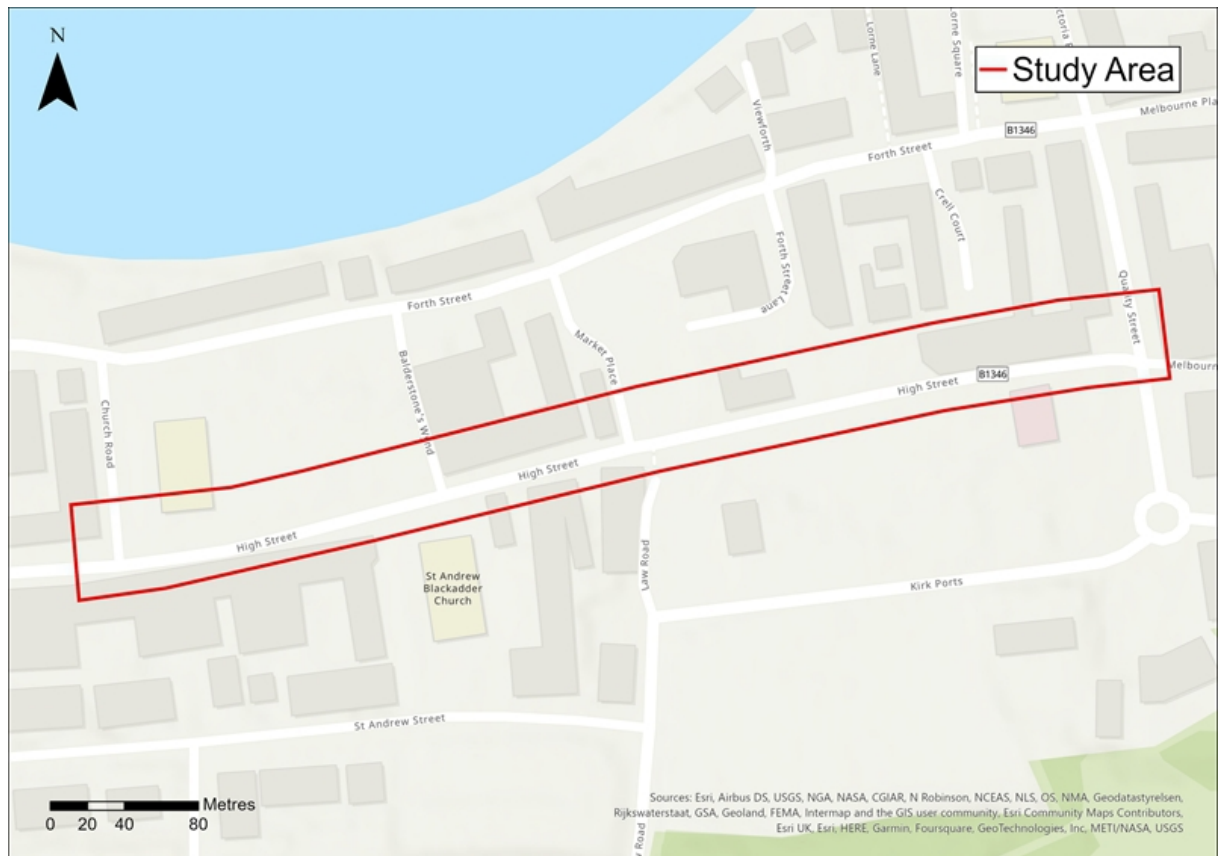 N
Study Area
Lorne Lane
Lorne Square
B1346
Melbourne
Viewforth
Forth Street
Crell Court
Forth Street Lane
Quality Street
Forth Street
Market Place
Balderstone's Wynd
Church Road
B1346
High Street
High Street
High Street
St Andrew
Blackadder
Church
Law Road
Kirk Ports
St Andrew Street
Road
Metres
0 20 40 80
Sources: Esri, Airbus DS, USGS, NGA, NASA, CGIAR, N Robinson, NCEAS, NLS, OS, NMA, Geodatastyrelsen,
Rijkswaterstaat, GSA, Geoland, FEMA, Intermap and the GIS user community, Esri Community Maps Contributors,
Esri UK, Esri, HERE, Garmin, Foursquare, GeoTechnologies, Inc, METI/NASA, USGS